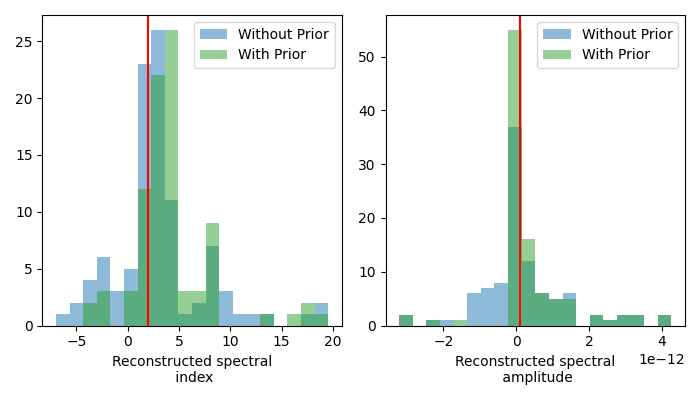 Without Prior
With Prior
25
20
15
10
5
0
−5
0
5
10
15
20
Reconstructed spectral
index
Without Prior
With Prior
50
40
30
20
10
0
−2
0
2
4
1e−12
Reconstructed spectral
amplitude